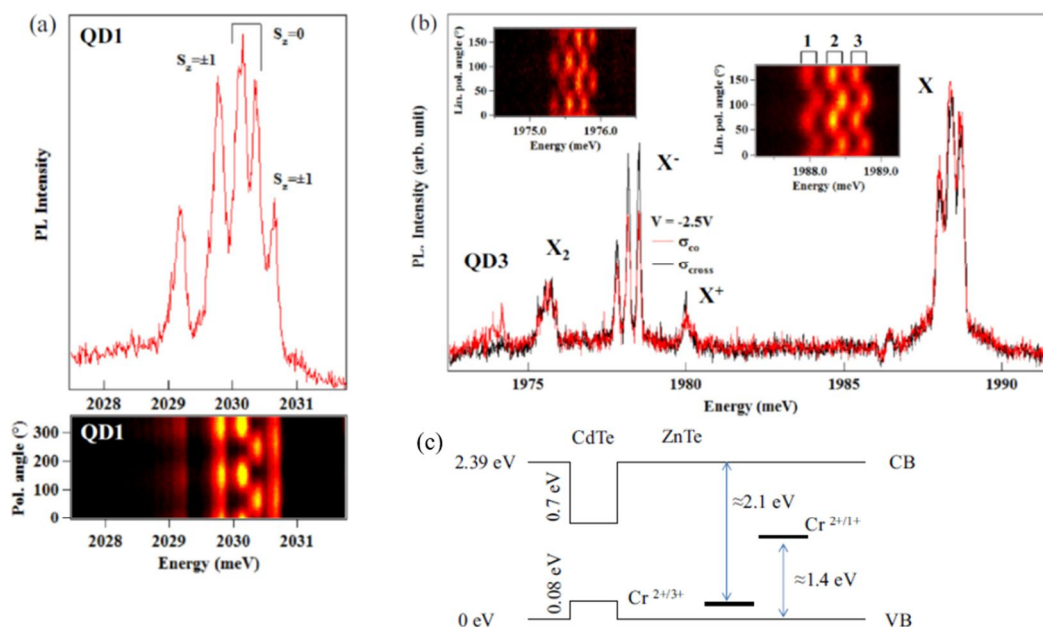 (a)
QD1
S_z=0
S_z=±1
S_z=±1
PL Intensity
2028 2029 2030 2031
QD1
Pol. angle (°)
300
200
100
0
2028 2029 2030 2031
Energy (meV)
(b)
Lin. pol. angle (°)
150
100
50
0
1975.0 1976.0
Energy (meV)
1 2 3
Lin. pol. angle (°)
150
100
50
0
1988.0 1989.0
Energy (meV)
X
X⁻
V = -2.5V
σ_co
σ_cross
QD3
X₂
X⁺
PL. Intensity (arb. unit)
1975 1980 1985 1990
Energy (meV)
(c)
CdTe ZnTe
2.39 eV
CB
0.7 eV
≈2.1 eV
Cr 2+/1+
0.08 eV
Cr 2+/3+
≈1.4 eV
0 eV
VB